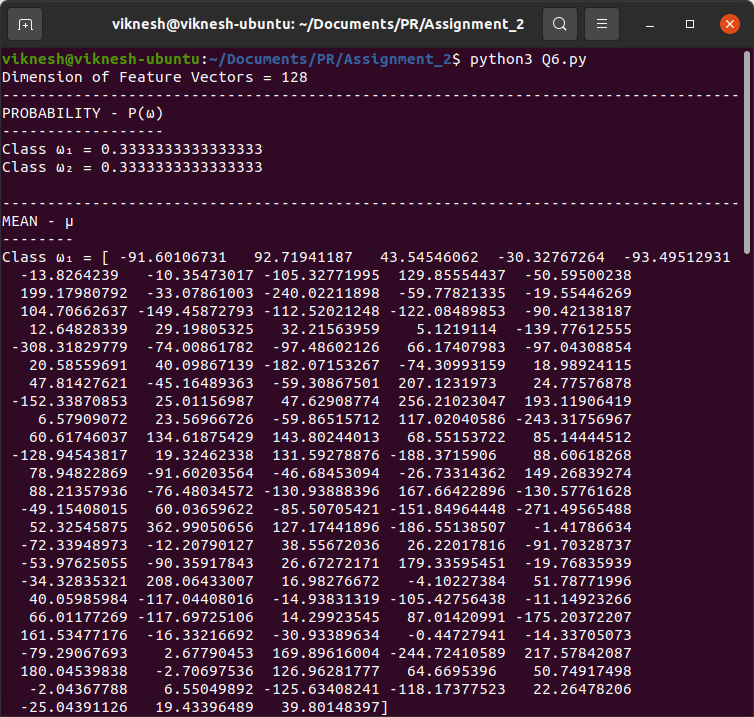 viknesh@viknesh-ubuntu: ~/Documents/PR/Assignment_2
viknesh@viknesh-ubuntu:~/Documents/PR/Assignment_2$ python3 Q6.py
Dimension of Feature Vectors = 128
--------------------------------------------------------------------------------
PROBABILITY - P(ω)
------------------
Class ω₁ = 0.3333333333333333
Class ω₂ = 0.3333333333333333
--------------------------------------------------------------------------------
MEAN - µ
--------
Class ω₁ = [ -91.60106731   92.71941187   43.54546062  -30.32767264  -93.49512931
  -13.8264239   -10.35473017 -105.32771995  129.85554437  -50.59500238
  199.17980792  -33.07861003 -240.02211898  -59.77821335  -19.55446269
  104.70662637 -149.45872793 -112.52021248 -122.08489853  -90.42138187
   12.64828339   29.19805325   32.21563959    5.1219114  -139.77612555
 -308.31829779  -74.00861782  -97.48602126   66.17407983  -97.04308854
   20.58559691   40.09867139 -182.07153267  -74.30993159   18.98924115
   47.81427621  -45.16489363  -59.30867501  207.1231973    24.77576878
 -152.33870853   25.01156987   47.62908774  256.21023047  193.11906419
    6.57909072   23.56966726  -59.86515712  117.02040586 -243.31756967
   60.61746037  134.61875429  143.80244013   68.55153722   85.14444512
 -128.94543817   19.32462338  131.59278876 -188.3715906    88.60618268
   78.94822869  -91.60203564  -46.68453094  -26.73314362  149.26839274
   88.21357936  -76.48034572 -130.93888396  167.66422896 -130.57761628
  -49.15408015   60.03659622  -85.50705421 -151.84964448 -271.49565488
   52.32545875  362.99050656  127.17441896 -186.55138507   -1.41786634
  -72.33948973  -12.20790127   38.55672036   26.22017816  -91.70328737
  -53.97625055  -90.35917843   26.67272171  179.33595451  -19.76835939
  -34.32835321  208.06433007   16.98276672   -4.10227384   51.78771996
   40.05985984 -117.04408016  -14.93831319 -105.42756438  -11.14923266
   66.01177269 -117.69725106   14.29923545   87.01420991 -175.20372207
  161.53477176  -16.33216692  -30.93389634   -0.44727941  -14.33705073
  -79.29067693    2.67790453  169.89616004 -244.72410589  217.57842087
  180.04539838   -2.70697536  126.96281777   64.6695396    50.74917498
   -2.04367788    6.55049892 -125.63408241 -118.17377523   22.26478206
  -25.04391126   19.43396489   39.80148397]